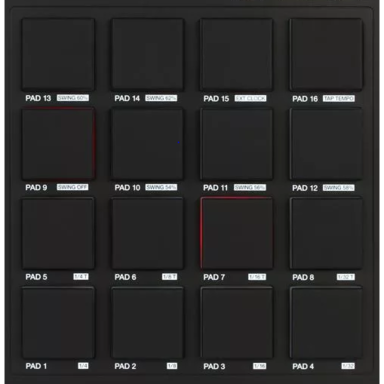 PAD 13 SWING 60% PAD 14 SWING 62% PAD 15 EXT CLOCK PAD 16 TAP TEMPO
PAD 9 SWING OFF PAD 10 SWING 54% PAD 11 SWING 56% PAD 12 SWING 58%
PAD 5 1/4 T PAD 6 1/8 T PAD 7 1/16 T PAD 8 1/32 T
PAD 1 1/4 PAD 2 1/8 PAD 3 1/16 PAD 4 1/32